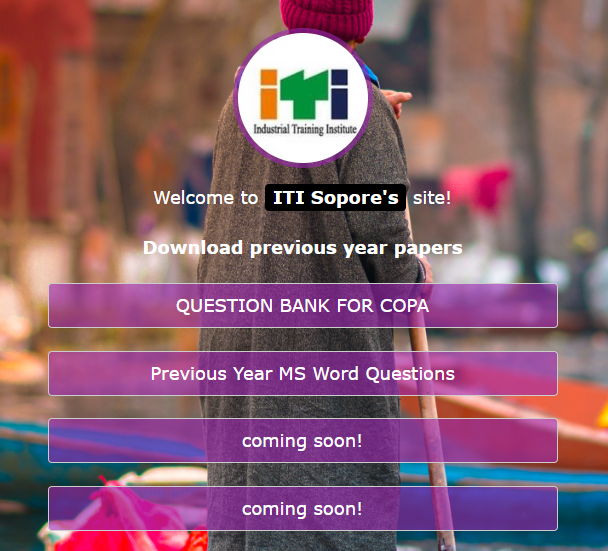 iTi
Industrial Training Institute
Welcome to ITI Sopore's site!
Download previous year papers
QUESTION BANK FOR COPA
Previous Year MS Word Questions
coming soon!
coming soon!